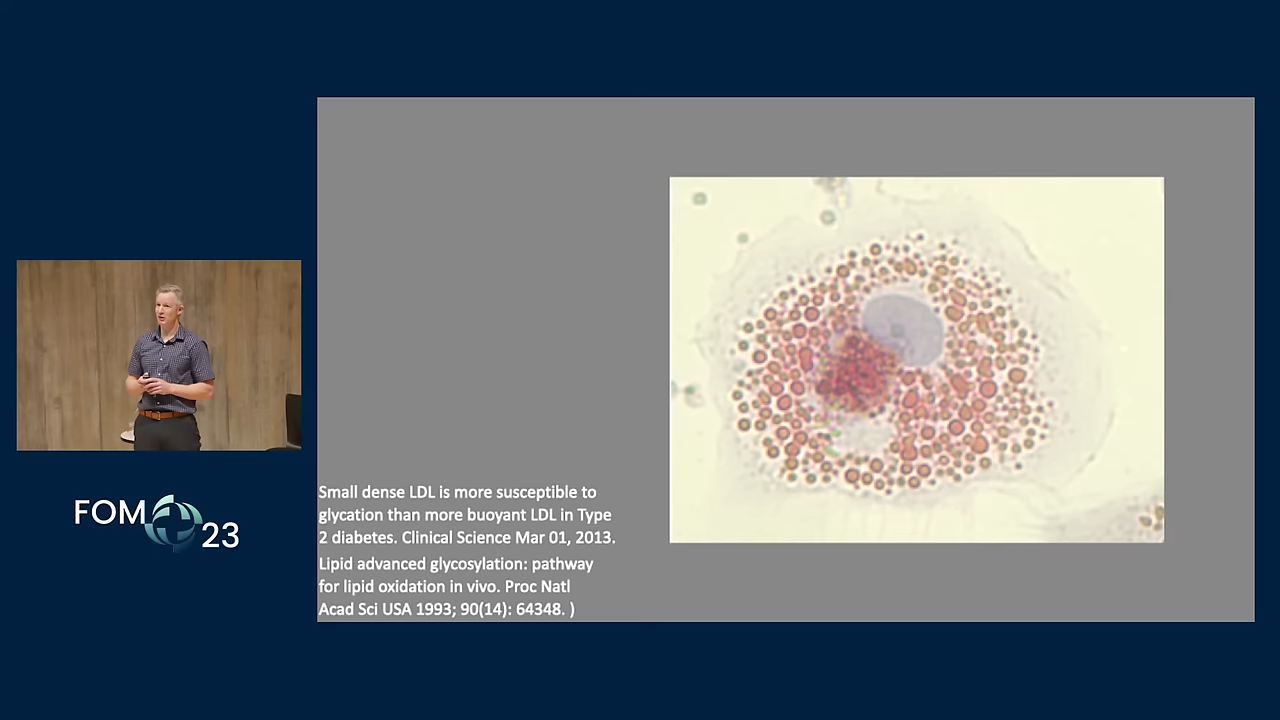 Small dense LDL is more susceptible to
glycation than more buoyant LDL in Type
2 diabetes. Clinical Science Mar 01, 2013.
Lipid advanced glycosylation: pathway
for lipid oxidation in vivo. Proc Natl
Acad Sci USA 1993; 90(14): 64348. )
FOM 23